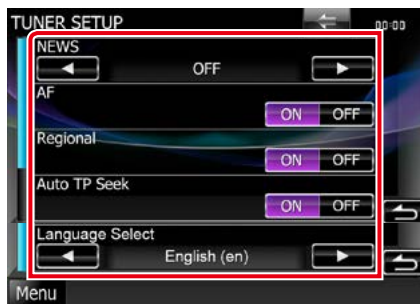 TUNER SETUP
00:00
NEWS
OFF
AF
ON OFF
Regional
ON OFF
Auto TP Seek
ON OFF
Language Select
English (en)
Menu